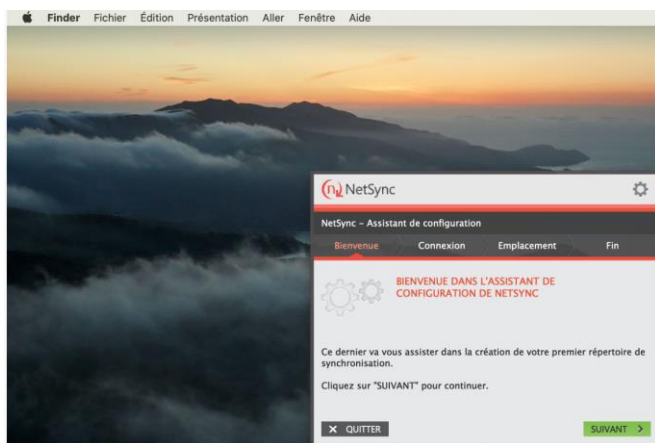 Finder Fichier Édition Présentation Aller Fenêtre Aide
NetSync
NetSync – Assistant de configuration
Bienvenue Connexion Emplacement Fin
BIENVENUE DANS L'ASSISTANT DE
CONFIGURATION DE NETSYNC
Ce dernier va vous assister dans la création de votre premier répertoire de
synchronisation.
Cliquez sur "SUIVANT" pour continuer.
X QUITTER SUIVANT >